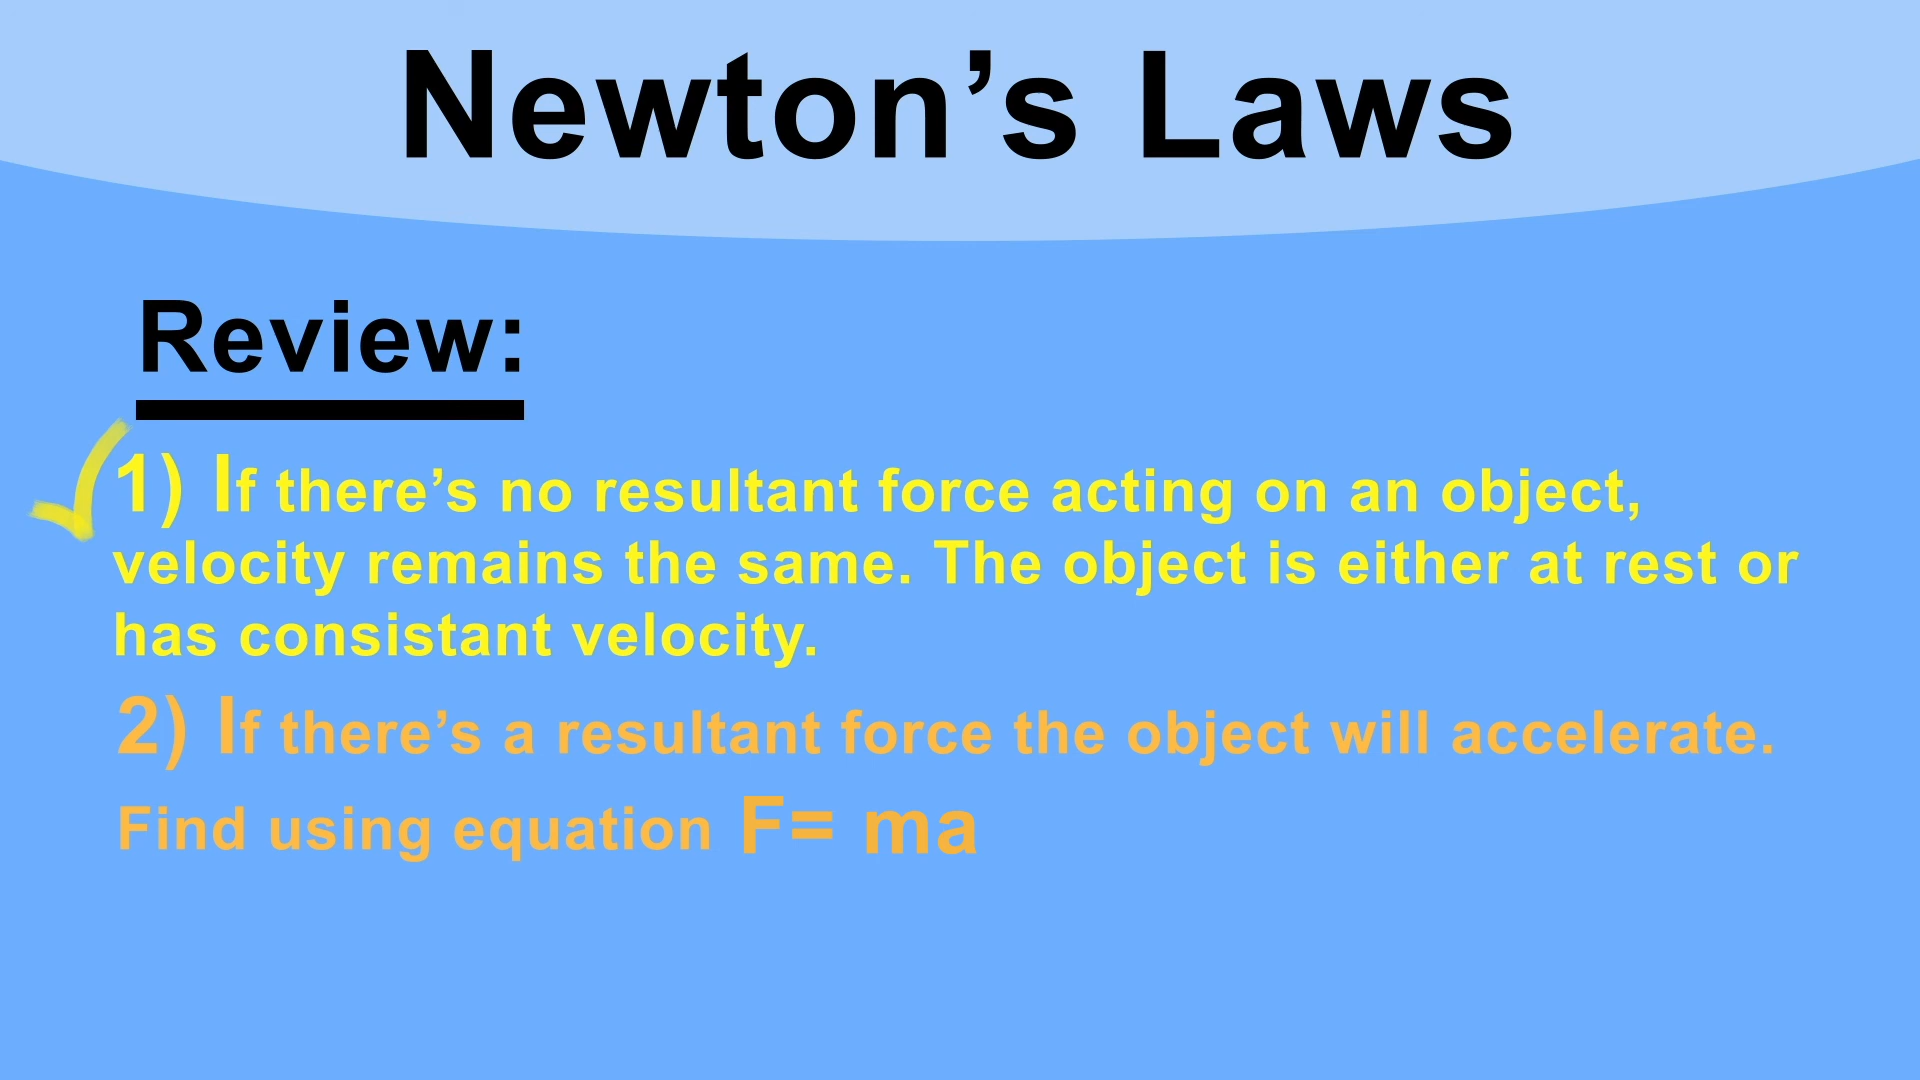 Newton’s Laws
Review:
1) If there’s no resultant force acting on an object,
velocity remains the same. The object is either at rest or
has consistant velocity.
2) If there’s a resultant force the object will accelerate.
Find using equation F= ma